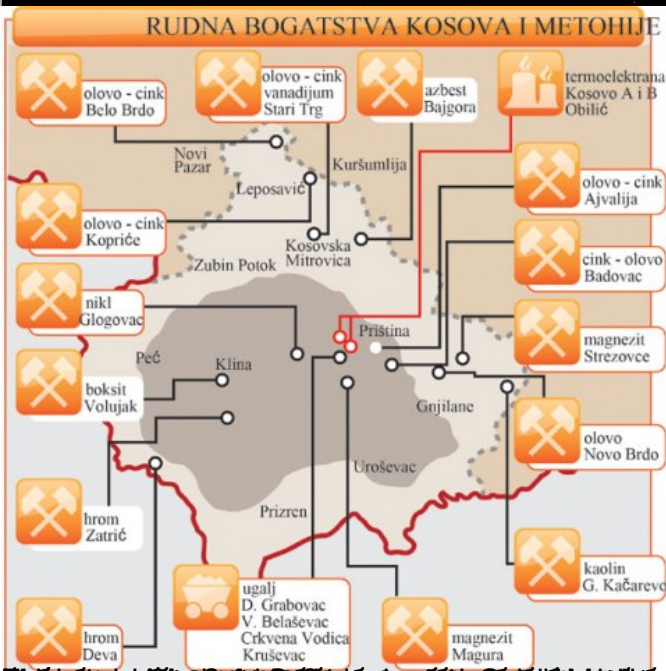 RUDNA BOGATSTVA KOSOVA I METOHIJE
olovo - cink
Belo Brdo
olovo - cink
vanadijum
Stari Trg
azbest
Bajgora
termoelektrana
Kosovo A i B
Obilić
Novi
Pazar
Kuršumlija
Leposavić
olovo - cink
Ajvalija
olovo - cink
Kopriće
Kosovska
Mitrovica
Zubin Potok
cink - olovo
Badovac
nikl
Glogovac
Priština
magnezit
Strezovce
Peć
Klina
boksit
Volujak
Gnjilane
olovo
Novo Brdo
Uroševac
Prizren
hrom
Zatrić
kaolin
G. Kačarevo
ugalj
D. Grabovac
V. Belaševac
Crkvena Vodica
Kruševac
hrom
Deva
magnezit
Magura